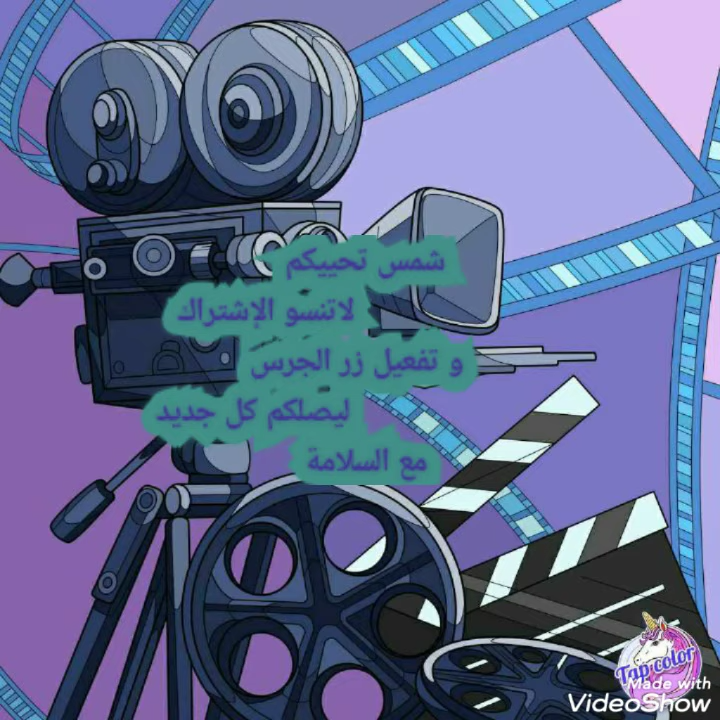 شمس تحييكم
لاتنسو الإشتراك
و تفعيل زر الجرس
ليصلكم كل جديد
مع السلامة
Tap color
Made with
VideoShow